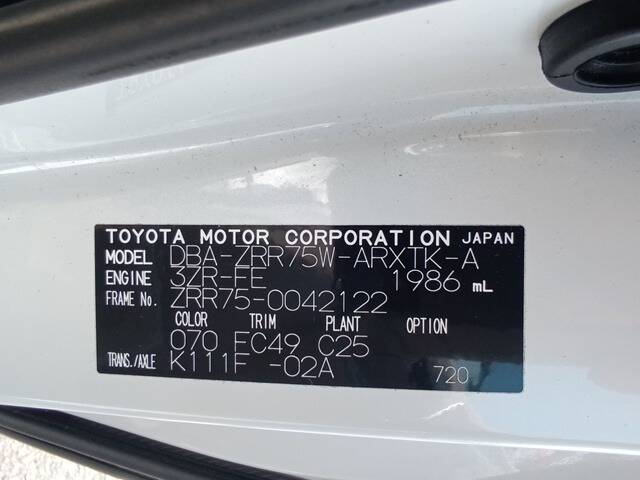 TOYOTA MOTOR CORPORATION JAPAN
MODEL DBA-ZRR75W-ARXTK-A
ENGINE 3ZR-FE 1986 mL
FRAME No. ZRR75-0042122
COLOR TRIM PLANT OPTION
070 FC49 C25
TRANS./AXLE K111F -02A 720